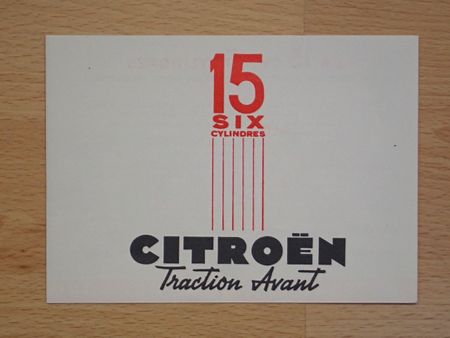 15
SIX
CYLINDRES
CITROËN
Traction Avant